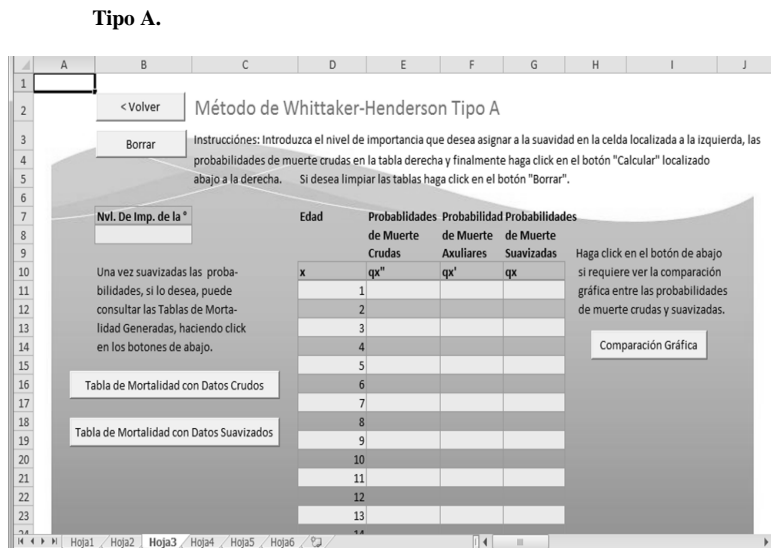 Tipo A.
A B C D E F G H I J
1
2 < Volver Método de Whittaker-Henderson Tipo A
3 Borrar Instrucciónes: Introduzca el nivel de importancia que desea asignar a la suavidad en la celda localizada a la izquierda, las
4 probabilidades de muerte crudas en la tabla derecha y finalmente haga click en el botón "Calcular" localizado
5 abajo a la derecha. Si desea limpiar las tablas haga click en el botón "Borrar".
6
7 Nvl. De Imp. de la ° Edad Probablidades Probabilidad Probabilidades
8 de Muerte de Muerte de Muerte
9 Crudas Axuliares Suavizadas Haga click en el botón de abajo
10 Una vez suavizadas las proba- x qx" qx' qx si requiere ver la comparación
11 bilidades, si lo desea, puede 1 gráfica entre las probabilidades
12 consultar las Tablas de Morta- 2 de muerte crudas y suavizadas.
13 lidad Generadas, haciendo click 3
14 en los botones de abajo. 4 Comparación Gráfica
15 5
16 Tabla de Mortalidad con Datos Crudos 6
17 7
18 8
19 Tabla de Mortalidad con Datos Suavizados 9
20 10
21 11
22 12
23 13
24 14
Hoja1 Hoja2 Hoja3 Hoja4 Hoja5 Hoja6